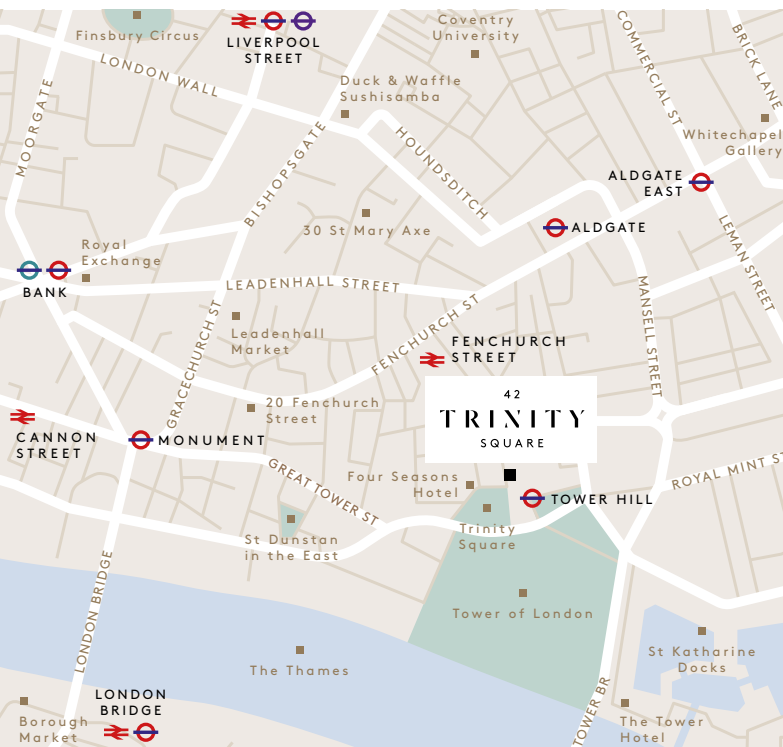 Finsbury Circus
LIVERPOOL
STREET
Coventry
University
COMMERCIAL ST
BRICK LANE
LONDON WALL
Duck & Waffle
Sushisamba
MOORGATE
BISHOPSGATE
HOUNDSDITCH
Whitechapel
Gallery
ALDGATE
EAST
30 St Mary Axe
ALDGATE
LEMAN STREET
Royal
Exchange
BANK
LEADENHALL STREET
MANSELL STREET
Leadenhall
Market
GRACECHURCH ST
FENCHURCH ST
FENCHURCH
STREET
42
TRINITY
SQUARE
20 Fenchurch
Street
CANNON
STREET
MONUMENT
GREAT TOWER ST
Four Seasons
Hotel
TOWER HILL
ROYAL MINT ST
St Dunstan
in the East
Trinity
Square
LONDON BRIDGE
Tower of London
The Thames
St Katharine
Docks
LONDON
BRIDGE
Borough
Market
TOWER BR
The Tower
Hotel